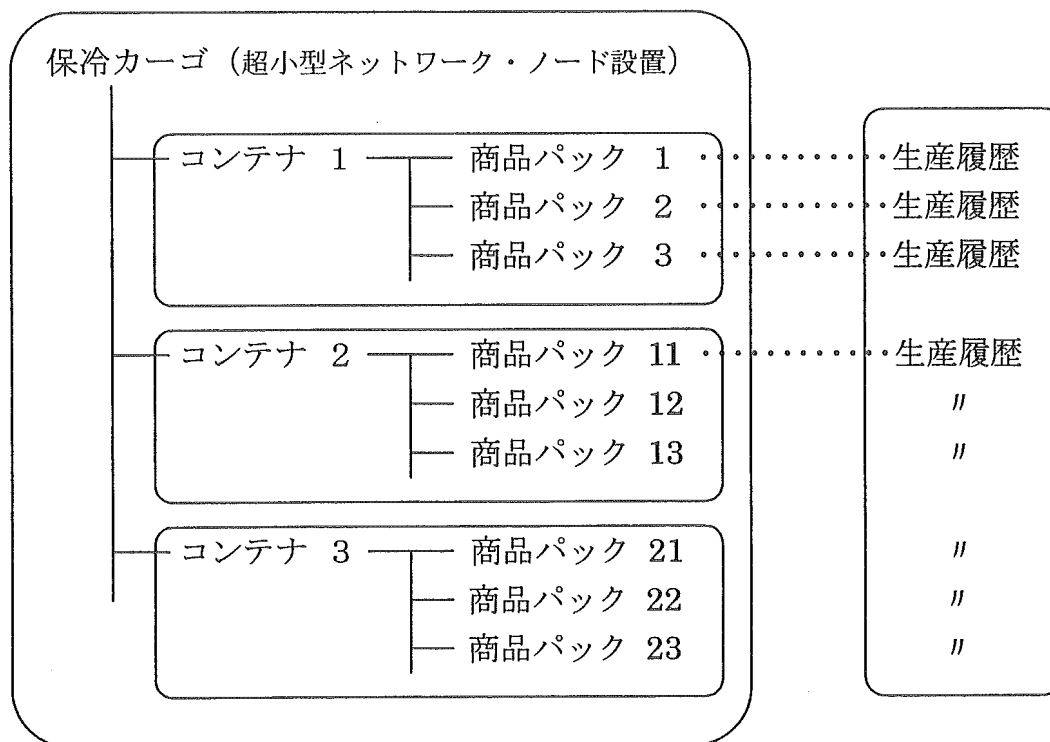 保冷カーゴ（超小型ネットワーク・ノード設置）
コンテナ 1 商品パック 1 生産履歴
商品パック 2 生産履歴
商品パック 3 生産履歴
コンテナ 2 商品パック 11 生産履歴
商品パック 12 〃
商品パック 13 〃
コンテナ 3 商品パック 21 〃
商品パック 22 〃
商品パック 23 〃